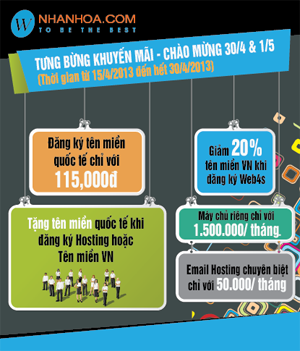 NHANHOA.COM
TO BE THE BEST
TƯNG BỪNG KHUYẾN MÃI - CHÀO MỪNG 30/4 & 1/5
(Thời gian từ 15/4/2013 đến hết 30/4/2013)
Đăng ký tên miền
quốc tế chỉ với
115,000đ
Giảm 20%
tên miền VN khi
đăng ký Web4s
Tặng tên miền quốc tế khi
đăng ký Hosting hoặc
Tên miền VN
Máy chủ riêng chỉ với
1.500.000/ tháng.
Email Hosting chuyên biệt
chỉ với 50.000/ tháng